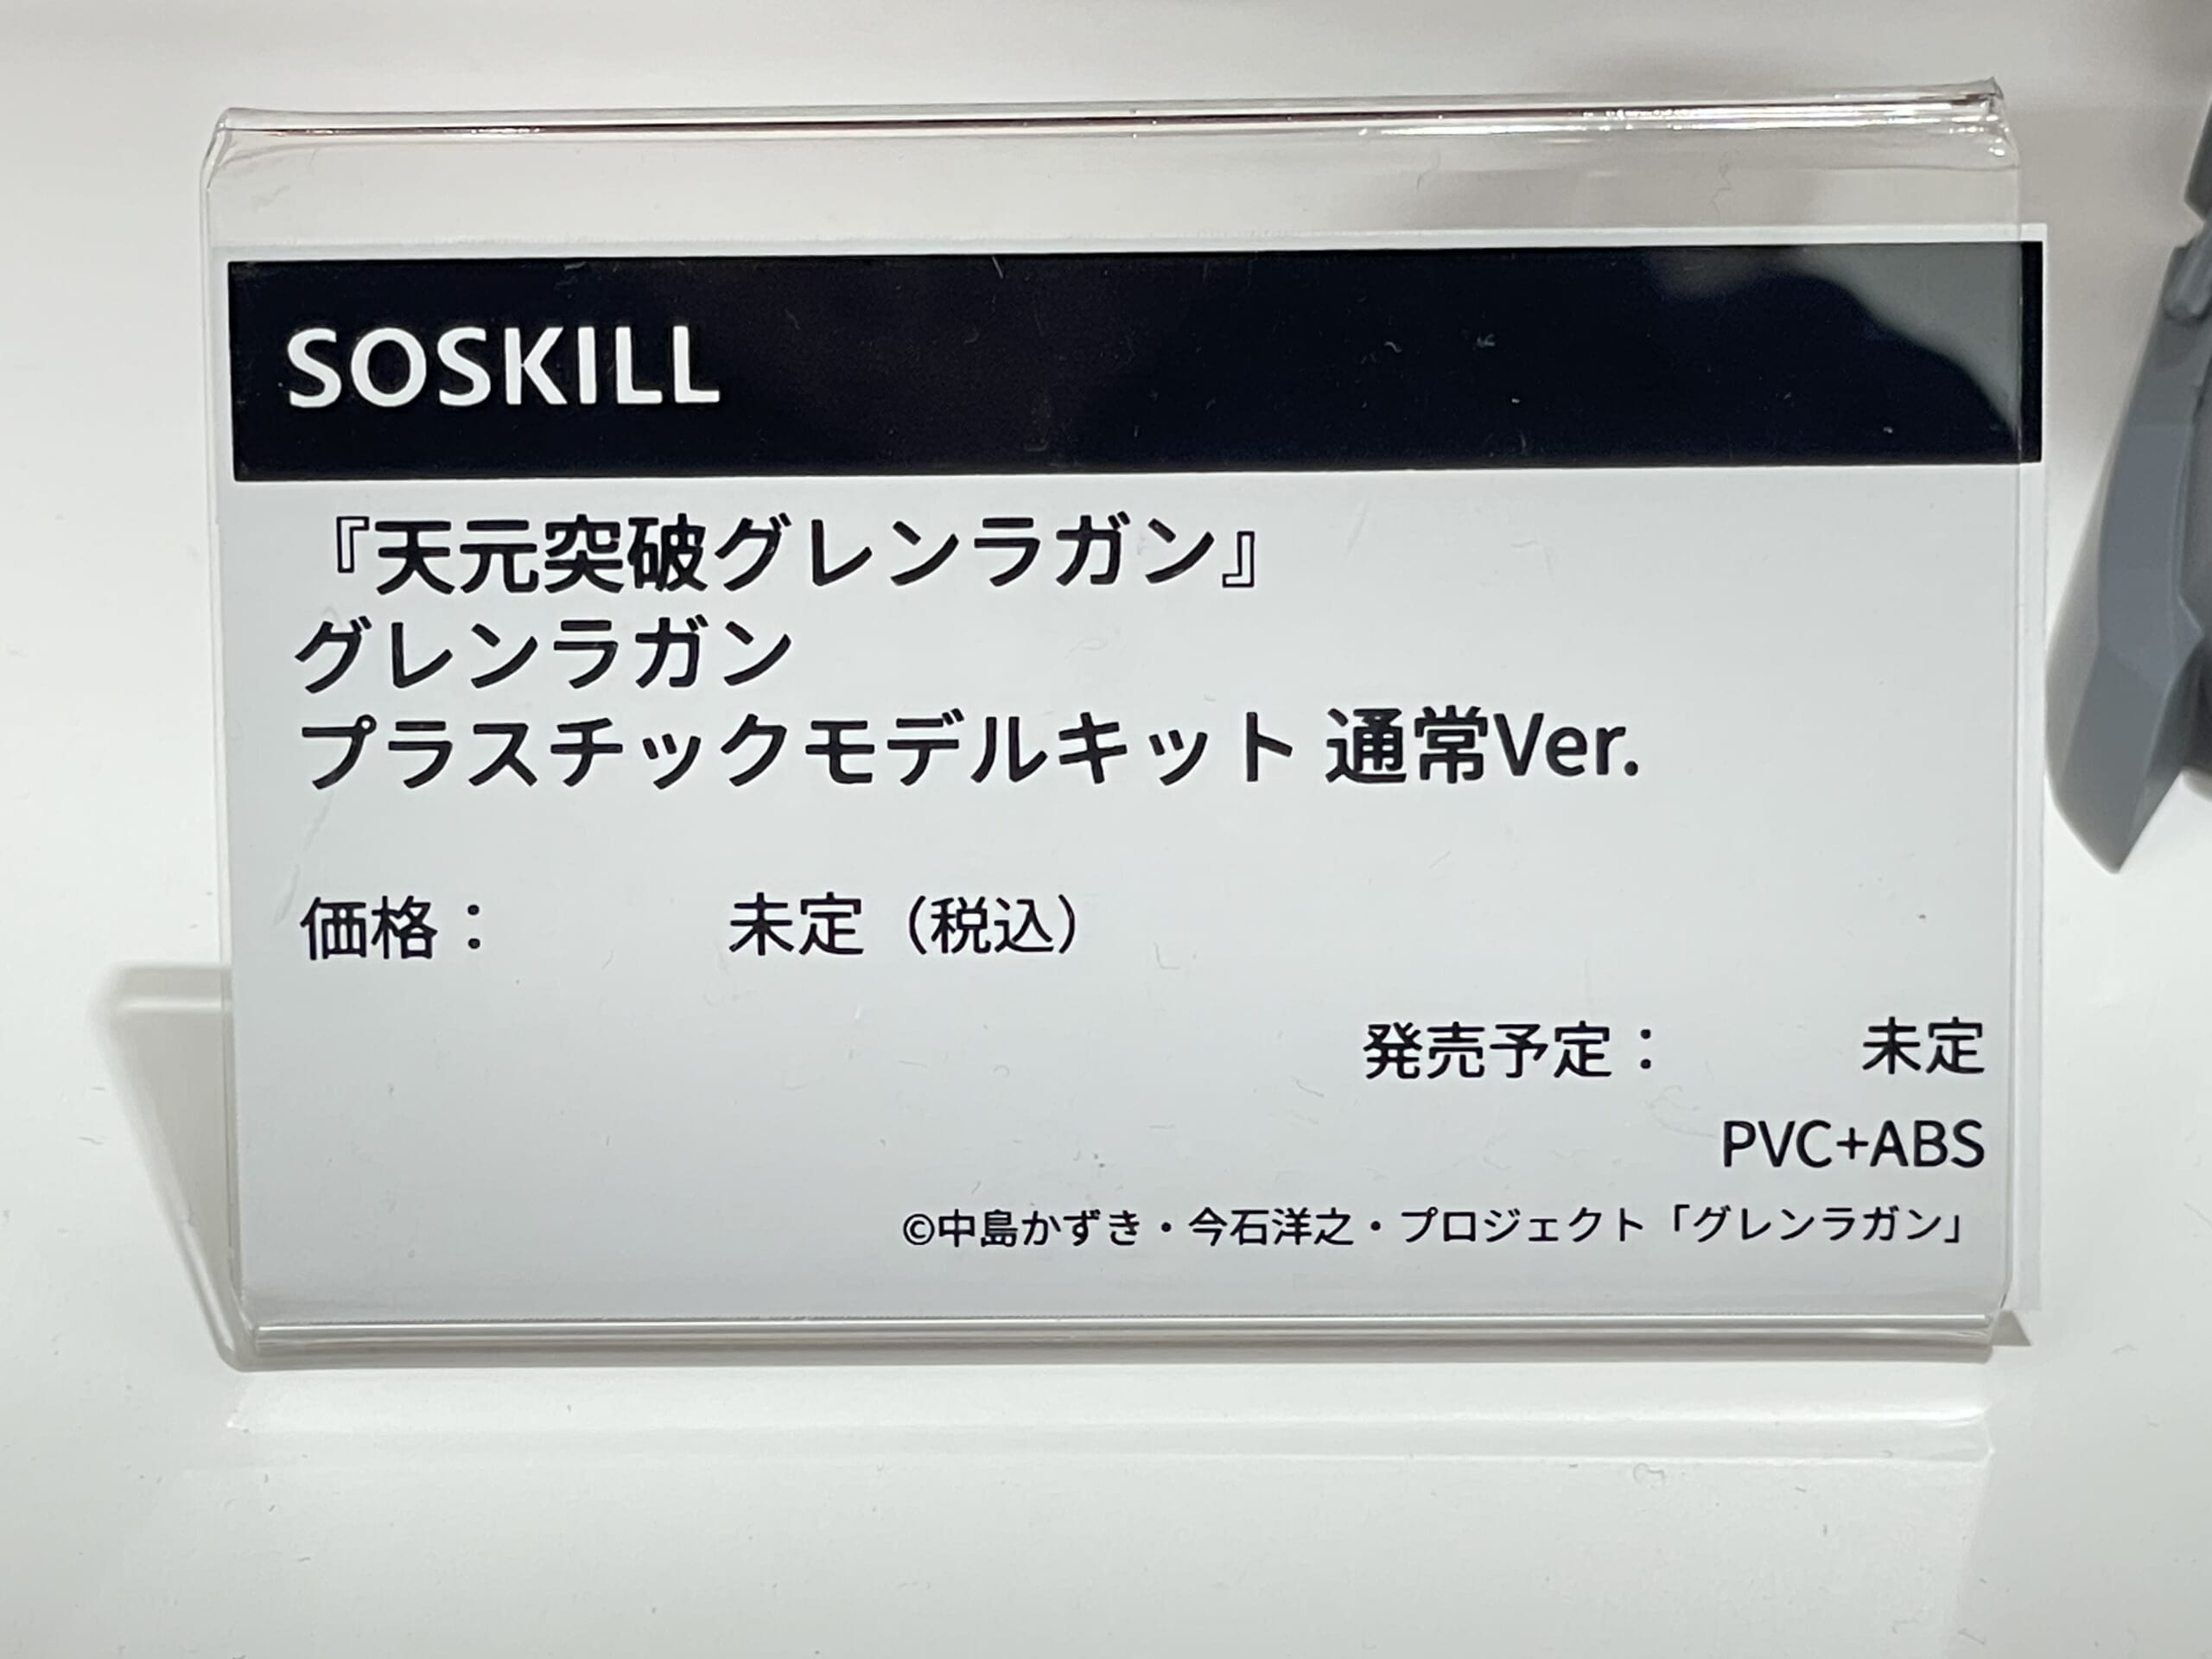 SOSKILL
『天元突破グレンラガン』
グレンラガン
プラスチックモデルキット 通常Ver.
価格： 未定（税込）
発売予定： 未定
PVC+ABS
©中島かずき・今石洋之・プロジェクト「グレンラガン」